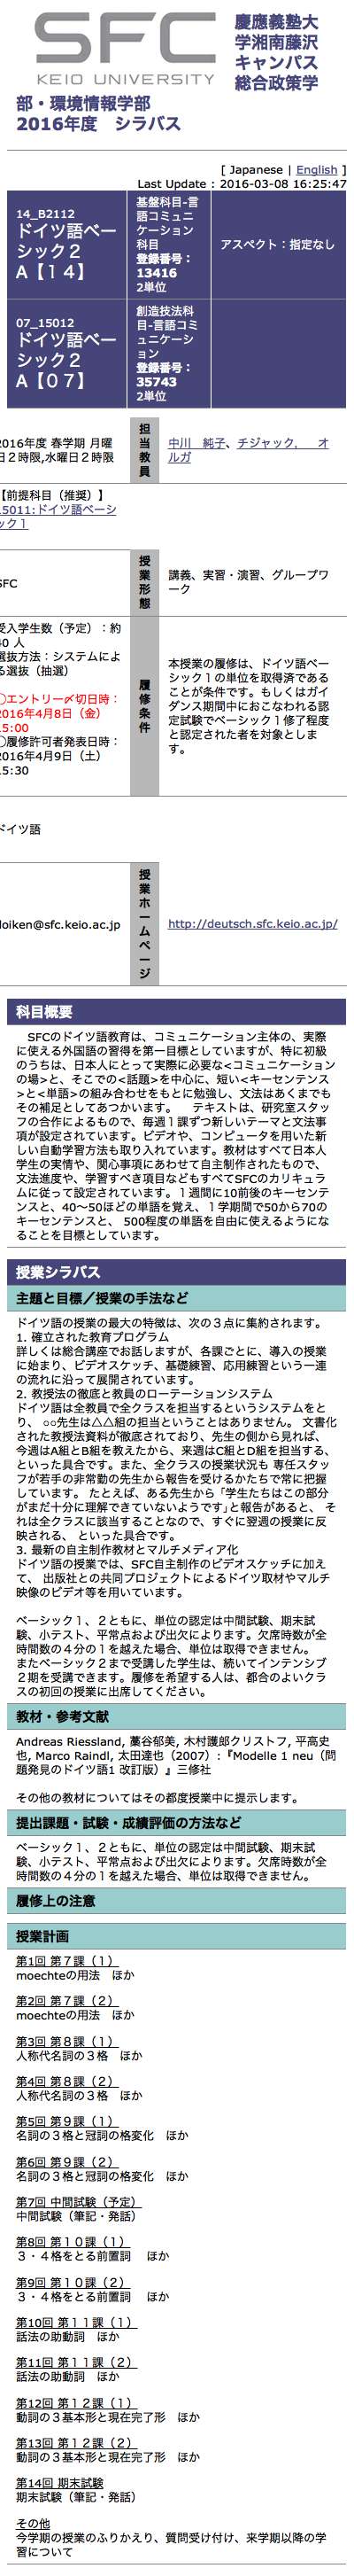 SFC
KEIO UNIVERSITY
慶應義塾大
学湘南藤沢
キャンパス
総合政策学
部・環境情報学部
2016年度　シラバス
[ Japanese | English ]
Last Update : 2016-03-08 16:25:47
14_B2112
ドイツ語ベー
シック２
A【１４】
基盤科目-言
語コミュニ
ケーション
科目
登録番号：
13416
2単位
アスペクト：指定なし
07_15012
ドイツ語ベー
シック２
A【０７】
創造技法科
目-言語コミ
ュニケーシ
ョン
登録番号：
35743
2単位
2016年度 春学期 月曜
日２時限,水曜日２時限
担
当
教
員
中川　純子、チジャック,　　オ
ルガ
【前提科目（推奨）】
15011:ドイツ語ベーシ
ック１
SFC
授
業
形
態
講義、実習・演習、グループワ
ーク
受入学生数（予定）：約
40 人
選抜方法：システムによ
る選抜（抽選）
◯エントリー〆切日時：
2016年4月8日（金）
15:00
◯履修許可者発表日時：
2016年4月9日（土）
15:30
履
修
条
件
本授業の履修は、ドイツ語ベー
シック１の単位を取得済である
ことが条件です。もしくはガイ
ダンス期間中におこなわれる認
定試験でベーシック１修了程度
と認定された者を対象としま
す。
ドイツ語
loiken@sfc.keio.ac.jp
授
業
ホ
ー
ム
ペ
ー
ジ
http://deutsch.sfc.keio.ac.jp/
科目概要
SFCのドイツ語教育は、コミュニケーション主体の、実際
に使える外国語の習得を第一目標としていますが、特に初級
のうちは、日本人にとって実際に必要な<コミュニケーション
の場>と、そこでの<話題>を中心に、短い<キーセンテンス
>と<単語>の組み合わせをもとに勉強し、文法はあくまでも
その補足としてあつかいます。　テキストは、研究室スタッ
フの合作によるもので、毎週１課ずつ新しいテーマと文法事
項が設定されています。ビデオや、コンピュータを用いた新
しい自動学習方法も取り入れています。教材はすべて日本人
学生の実情や、関心事項にあわせて自主制作されたもので、
文法進度や、学習すべき項目などもすべてSFCのカリキュラ
ムに従って設定されています。１週間に10前後のキーセンテ
ンスと、40〜50ほどの単語を覚え、１学期間で50から70の
キーセンテンスと、 500程度の単語を自由に使えるようにな
ることを目標としています。
授業シラバス
主題と目標／授業の手法など
ドイツ語の授業の最大の特徴は、次の３点に集約されます。
1. 確立された教育プログラム
詳しくは総合講座でお話しますが、各課ごとに、導入の授業
に始まり、ビデオスケッチ、基礎練習、応用練習という一連
の流れに沿って展開されています。
2. 教授法の徹底と教員のローテーションシステム
ドイツ語は全教員で全クラスを担当するというシステムをと
り、 ○○先生は△△組の担当ということはありません。 文書化
された教授法資料が徹底されており、先生の側から見れば、
今週はA組とB組を教えたから、来週はC組とD組を担当する、
といった具合です。また、全クラスの授業状況も 専任スタッ
フが若手の非常勤の先生から報告を受けるかたちで常に把握
しています。 たとえば、ある先生から「学生たちはこの部分
がまだ十分に理解できていないようです｣と報告があると、 そ
れは全クラスに該当することなので、すぐに翌週の授業に反
映される、 といった具合です。
3. 最新の自主制作教材とマルチメディア化
ドイツ語の授業では、SFC自主制作のビデオスケッチに加え
て、 出版社との共同プロジェクトによるドイツ取材やマルチ
映像のビデオ等を用いています。
ベーシック１、２ともに、単位の認定は中間試験、期末試
験、小テスト、平常点および出欠によります。欠席時数が全
時間数の４分の１を越えた場合、単位は取得できません。
またベーシック２まで受講した学生は、続いてインテンシブ
２期を受講できます。履修を希望する人は、都合のよいクラ
スの初回の授業に出席してください。
教材・参考文献
Andreas Riessland, 藁谷郁美, 木村護郎クリストフ, 平高史
也, Marco Raindl, 太田達也（2007）:『Modelle 1 neu（問
題発見のドイツ語1 改訂版）』三修社
その他の教材についてはその都度授業中に提示します。
提出課題・試験・成績評価の方法など
ベーシック１、２ともに、単位の認定は中間試験、期末試
験、小テスト、平常点および出欠によります。欠席時数が全
時間数の４分の１を越えた場合、単位は取得できません。
履修上の注意
授業計画
第1回 第７課（１）
moechteの用法　ほか
第2回 第７課（２）
moechteの用法　ほか
第3回 第８課（１）
人称代名詞の３格　ほか
第4回 第８課（２）
人称代名詞の３格　ほか
第5回 第９課（１）
名詞の３格と冠詞の格変化　ほか
第6回 第９課（２）
名詞の３格と冠詞の格変化　ほか
第7回 中間試験（予定）
中間試験（筆記・発話）
第8回 第１０課（１）
３・４格をとる前置詞　 ほか
第9回 第１０課（２）
３・４格をとる前置詞　 ほか
第10回 第１１課（１）
話法の助動詞　ほか
第11回 第１１課（２）
話法の助動詞　ほか
第12回 第１２課（１）
動詞の３基本形と現在完了形　ほか
第13回 第１２課（２）
動詞の３基本形と現在完了形　ほか
第14回 期末試験
期末試験（筆記・発話）
その他
今学期の授業のふりかえり、質問受け付け、来学期以降の学
習について